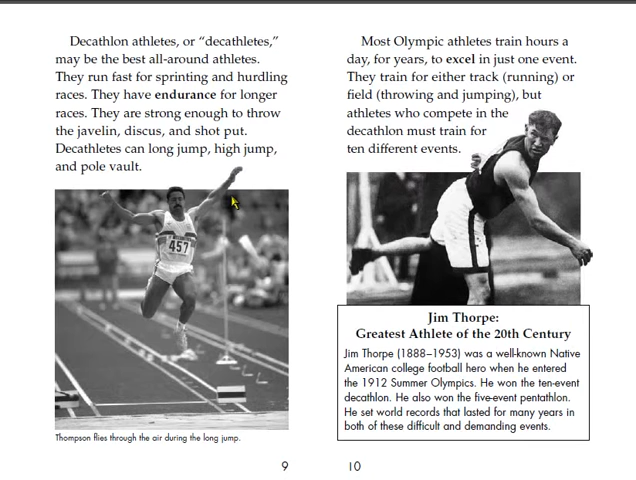 Decathlon athletes, or “decathletes,”
may be the best all-around athletes.
They run fast for sprinting and hurdling
races. They have endurance for longer
races. They are strong enough to throw
the javelin, discus, and shot put.
Decathletes can long jump, high jump,
and pole vault.
457
Thompson flies through the air during the long jump.
9
Most Olympic athletes train hours a
day, for years, to excel in just one event.
They train for either track (running) or
field (throwing and jumping), but
athletes who compete in the
decathlon must train for
ten different events.
Jim Thorpe:
Greatest Athlete of the 20th Century
Jim Thorpe (1888–1953) was a well-known Native
American college football hero when he entered
the 1912 Summer Olympics. He won the ten-event
decathlon. He also won the five-event pentathlon.
He set world records that lasted for many years in
both of these difficult and demanding events.
10